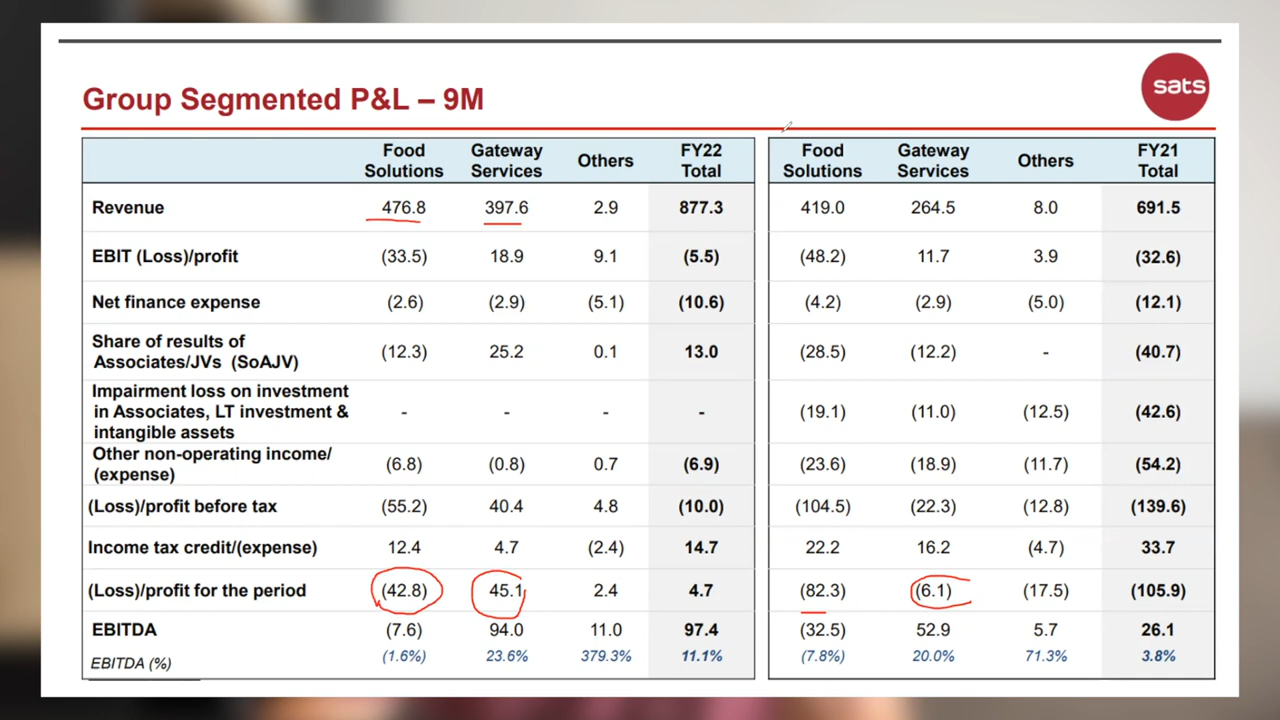 sats
Group Segmented P&L – 9M
Food Solutions Gateway Services Others FY22 Total Food Solutions Gateway Services Others FY21 Total
Revenue 476.8 397.6 2.9 877.3 419.0 264.5 8.0 691.5
EBIT (Loss)/profit (33.5) 18.9 9.1 (5.5) (48.2) 11.7 3.9 (32.6)
Net finance expense (2.6) (2.9) (5.1) (10.6) (4.2) (2.9) (5.0) (12.1)
Share of results of
Associates/JVs (SoAJV) (12.3) 25.2 0.1 13.0 (28.5) (12.2) - (40.7)
Impairment loss on investment
in Associates, LT investment & - - - - (19.1) (11.0) (12.5) (42.6)
intangible assets
Other non-operating income/
(expense) (6.8) (0.8) 0.7 (6.9) (23.6) (18.9) (11.7) (54.2)
(Loss)/profit before tax (55.2) 40.4 4.8 (10.0) (104.5) (22.3) (12.8) (139.6)
Income tax credit/(expense) 12.4 4.7 (2.4) 14.7 22.2 16.2 (4.7) 33.7
(Loss)/profit for the period (42.8) 45.1 2.4 4.7 (82.3) (6.1) (17.5) (105.9)
EBITDA (7.6) 94.0 11.0 97.4 (32.5) 52.9 5.7 26.1
EBITDA (%) (1.6%) 23.6% 379.3% 11.1% (7.8%) 20.0% 71.3% 3.8%